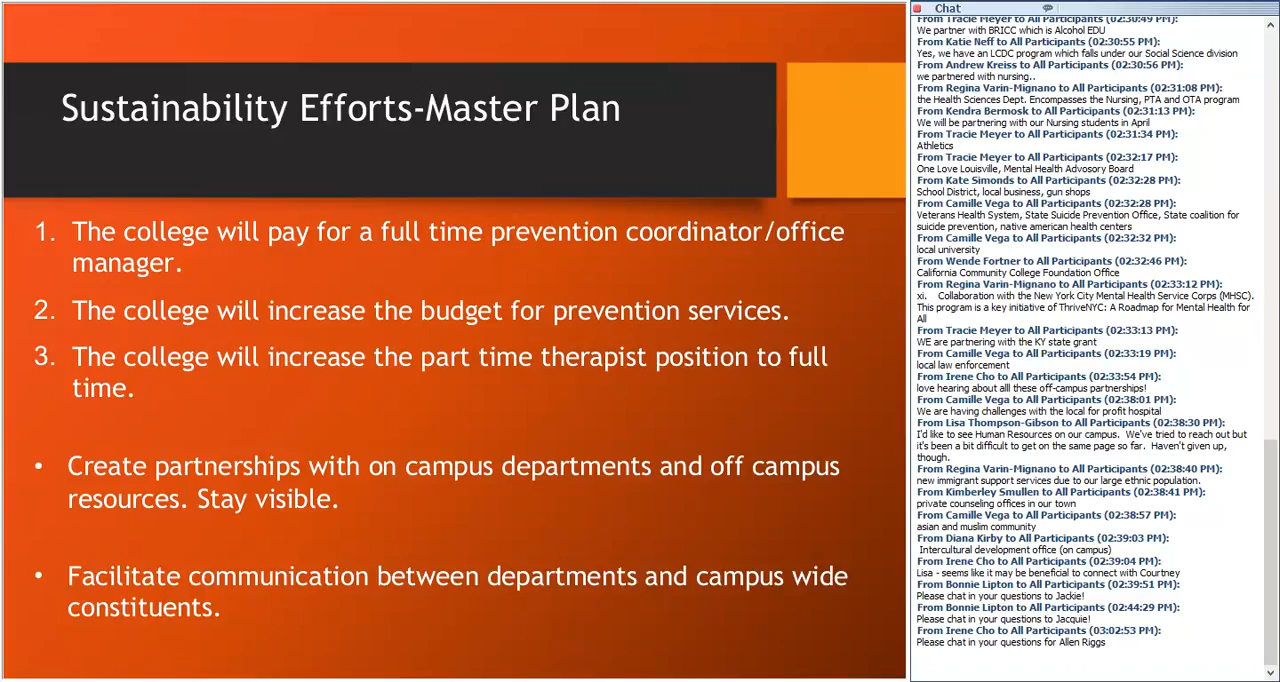 Sustainability Efforts-Master Plan
1. The college will pay for a full time prevention coordinator/office
manager.
2. The college will increase the budget for prevention services.
3. The college will increase the part time therapist position to full
time.
• Create partnerships with on campus departments and off campus
resources. Stay visible.
• Facilitate communication between departments and campus wide
constituents.
Chat
From Tracie Meyer to All Participants (02:30:49 PM):
We partner with BRICC which is Alcohol EDU
From Katie Neff to All Participants (02:30:55 PM):
Yes, we have an LCDC program which falls under our Social Science division
From Andrew Kreiss to All Participants (02:30:56 PM):
we partnered with nursing..
From Regina Varin-Mignano to All Participants (02:31:08 PM):
the Health Sciences Dept. Encompasses the Nursing, PTA and OTA program
From Kendra Bermosk to All Participants (02:31:13 PM):
We will be partnering with our Nursing students in April
From Tracie Meyer to All Participants (02:31:34 PM):
Athletics
From Tracie Meyer to All Participants (02:32:17 PM):
One Love Louisville, Mental Health Advosory Board
From Kate Simonds to All Participants (02:32:28 PM):
School District, local business, gun shops
From Camille Vega to All Participants (02:32:28 PM):
Veterans Health System, State Suicide Prevention Office, State coalition for
suicide prevention, native american health centers
From Camille Vega to All Participants (02:32:32 PM):
local university
From Wende Fortner to All Participants (02:32:46 PM):
California Community College Foundation Office
From Regina Varin-Mignano to All Participants (02:33:12 PM):
xi. Collaboration with the New York City Mental Health Service Corps (MHSC).
This program is a key initiative of ThriveNYC: A Roadmap for Mental Health for
All
From Tracie Meyer to All Participants (02:33:13 PM):
WE are partnering with the KY state grant
From Camille Vega to All Participants (02:33:19 PM):
local law enforcement
From Irene Cho to All Participants (02:33:54 PM):
love hearing about alll these off-campus partnerships!
From Camille Vega to All Participants (02:38:01 PM):
We are having challenges with the local for profit hospital
From Lisa Thompson-Gibson to All Participants (02:38:30 PM):
I'd like to see Human Resources on our campus. We've tried to reach out but
it's been a bit difficult to get on the same page so far. Haven't given up,
though.
From Regina Varin-Mignano to All Participants (02:38:40 PM):
new immigrant support services due to our large ethnic population.
From Kimberley Smullen to All Participants (02:38:41 PM):
private counseling offices in our town
From Camille Vega to All Participants (02:38:57 PM):
asian and muslim community
From Diana Kirby to All Participants (02:39:03 PM):
Intercultural development office (on campus)
From Irene Cho to All Participants (02:39:04 PM):
Lisa - seems like it may be beneficial to connect with Courtney
From Bonnie Lipton to All Participants (02:39:51 PM):
Please chat in your questions to Jackie!
From Bonnie Lipton to All Participants (02:44:29 PM):
Please chat in your questions to Jacquie!
From Irene Cho to All Participants (03:02:53 PM):
Please chat in your questions for Allen Riggs